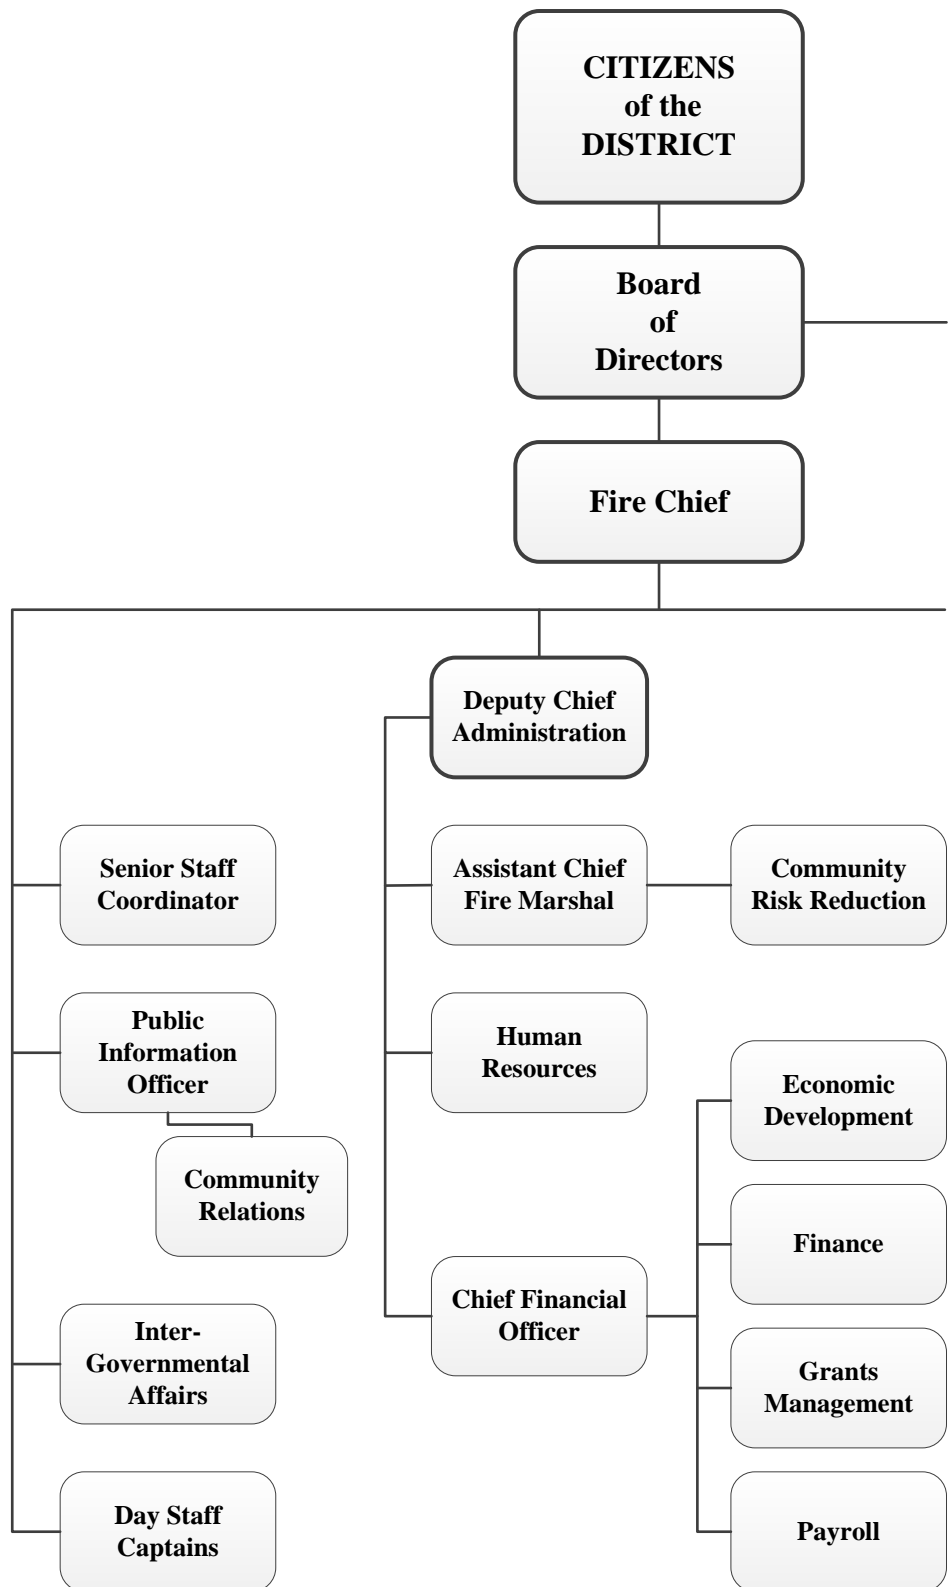 CITIZENS
of the
DISTRICT
Board
of
Directors
Fire Chief
Deputy Chief
Administration
Senior Staff
Coordinator
Assistant Chief
Fire Marshal
Community
Risk Reduction
Public
Information
Officer
Human
Resources
Economic
Development
Community
Relations
Finance
Chief Financial
Officer
Inter-
Governmental
Affairs
Grants
Management
Day Staff
Captains
Payroll